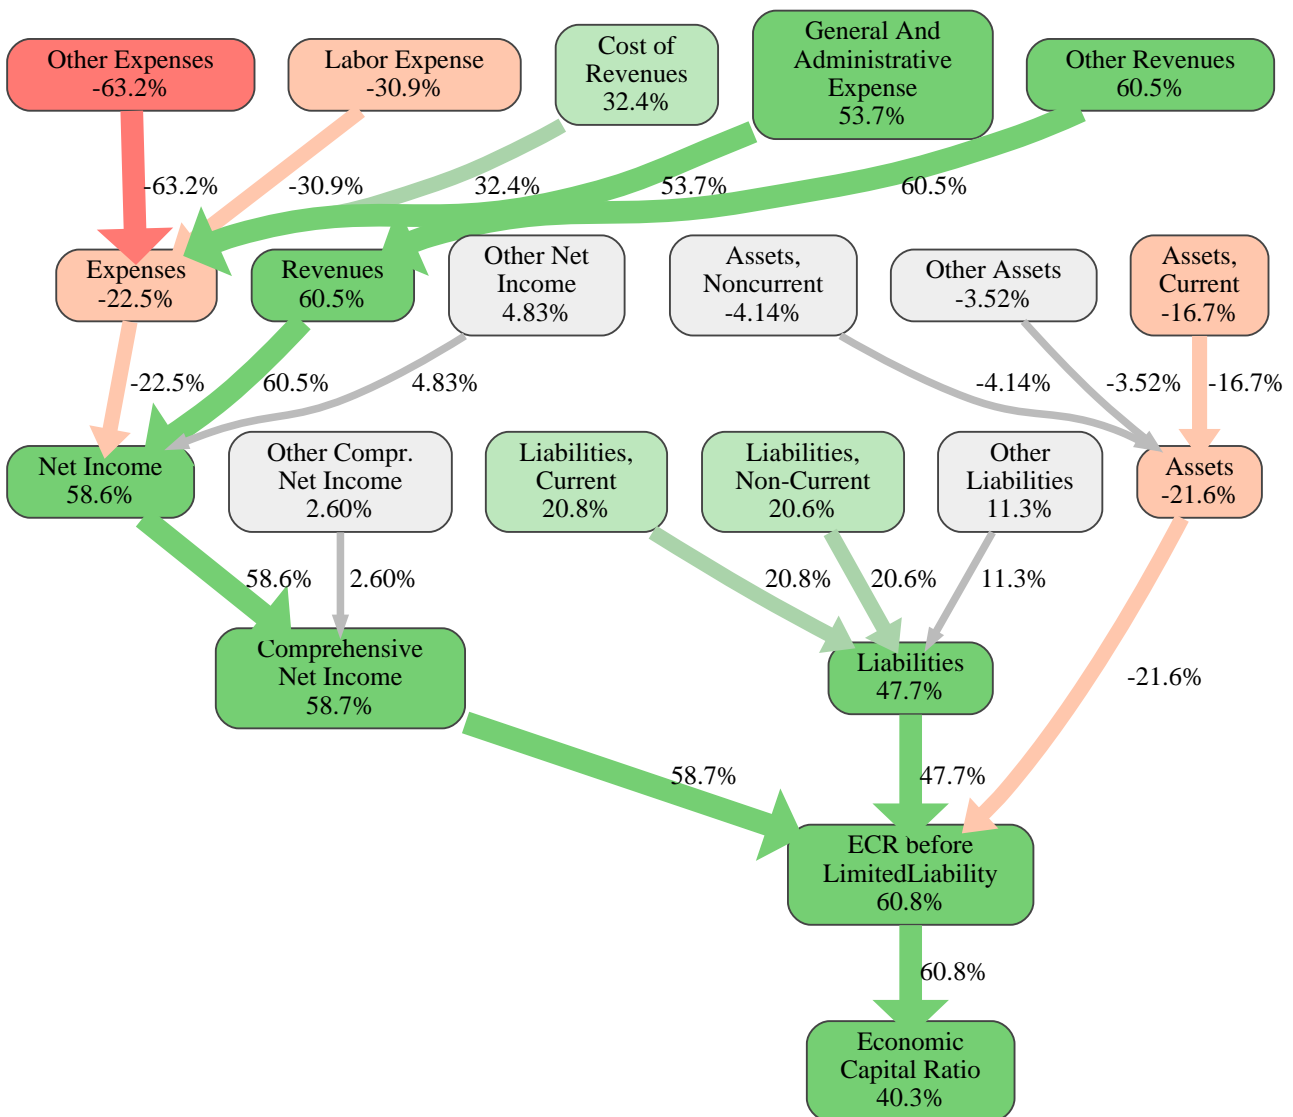 Other Expenses
-63.2%
Labor Expense
-30.9%
Cost of
Revenues
32.4%
General And
Administrative
Expense
53.7%
Other Revenues
60.5%
-63.2%
-30.9%
32.4%
53.7%
60.5%
Expenses
-22.5%
Revenues
60.5%
Other Net
Income
4.83%
Assets,
Noncurrent
-4.14%
Other Assets
-3.52%
Assets,
Current
-16.7%
-22.5%
60.5%
4.83%
-4.14%
-3.52%
-16.7%
Net Income
58.6%
Other Compr.
Net Income
2.60%
Liabilities,
Current
20.8%
Liabilities,
Non-Current
20.6%
Other
Liabilities
11.3%
Assets
-21.6%
58.6%
2.60%
20.8%
20.6%
11.3%
Comprehensive
Net Income
58.7%
Liabilities
47.7%
-21.6%
58.7%
47.7%
ECR before
LimitedLiability
60.8%
60.8%
Economic
Capital Ratio
40.3%